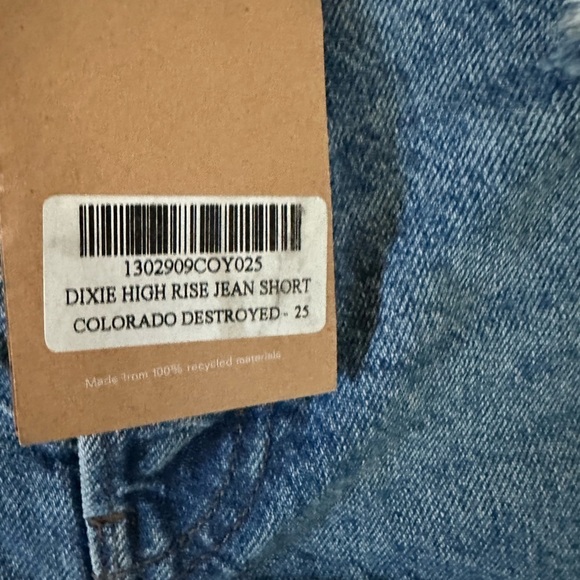 1302909COY025
DIXIE HIGH RISE JEAN SHORT
COLORADO DESTROYED - 25
Made from 100% recycled materials